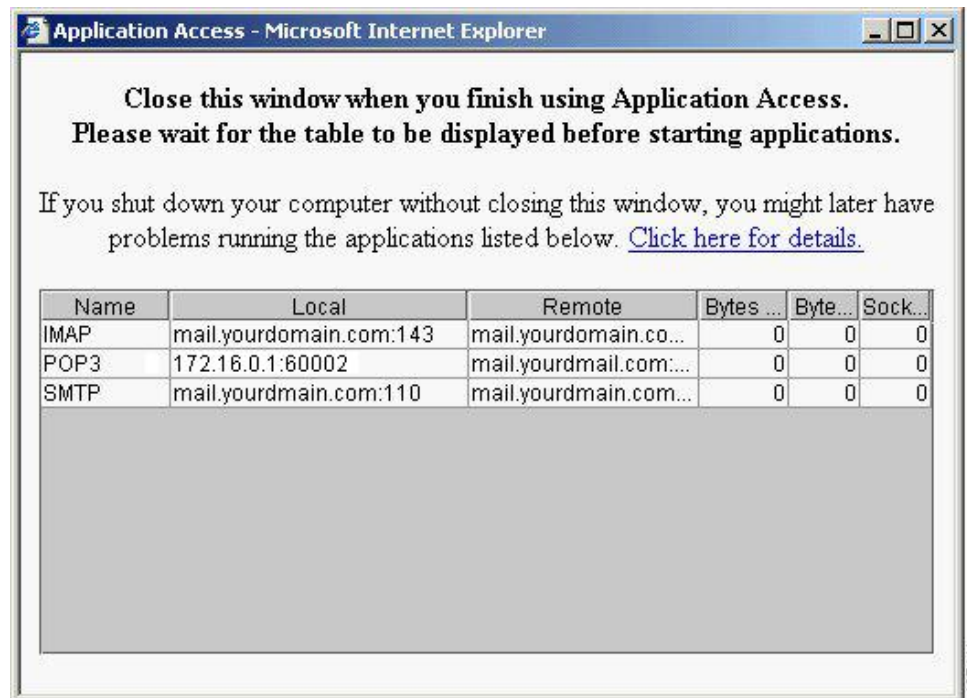 Application Access - Microsoft Internet Explorer
Close this window when you finish using Application Access.
Please wait for the table to be displayed before starting applications.
If you shut down your computer without closing this window, you might later have
problems running the applications listed below. Click here for details.
Name Local Remote Bytes ... Byte... Sock...
IMAP mail.yourdomain.com:143 mail.yourdomain.co... 0 0 0
POP3 172.16.0.1:60002 mail.yourdmail.com:... 0 0 0
SMTP mail.yourdmain.com:110 mail.yourdmain.com... 0 0 0